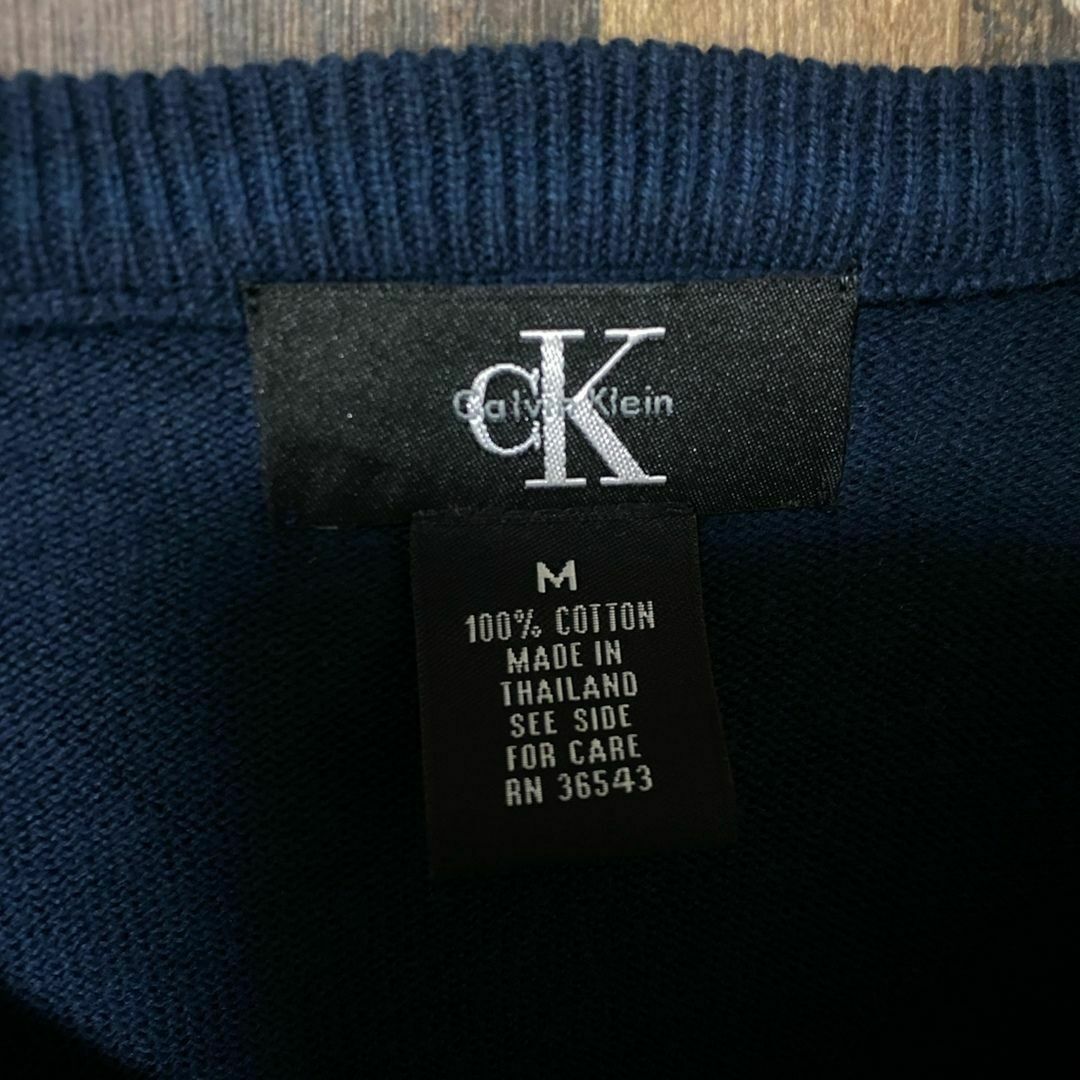 CK
Calvin Klein
M
100% COTTON
MADE IN
THAILAND
SEE SIDE
FOR CARE
RN 36543